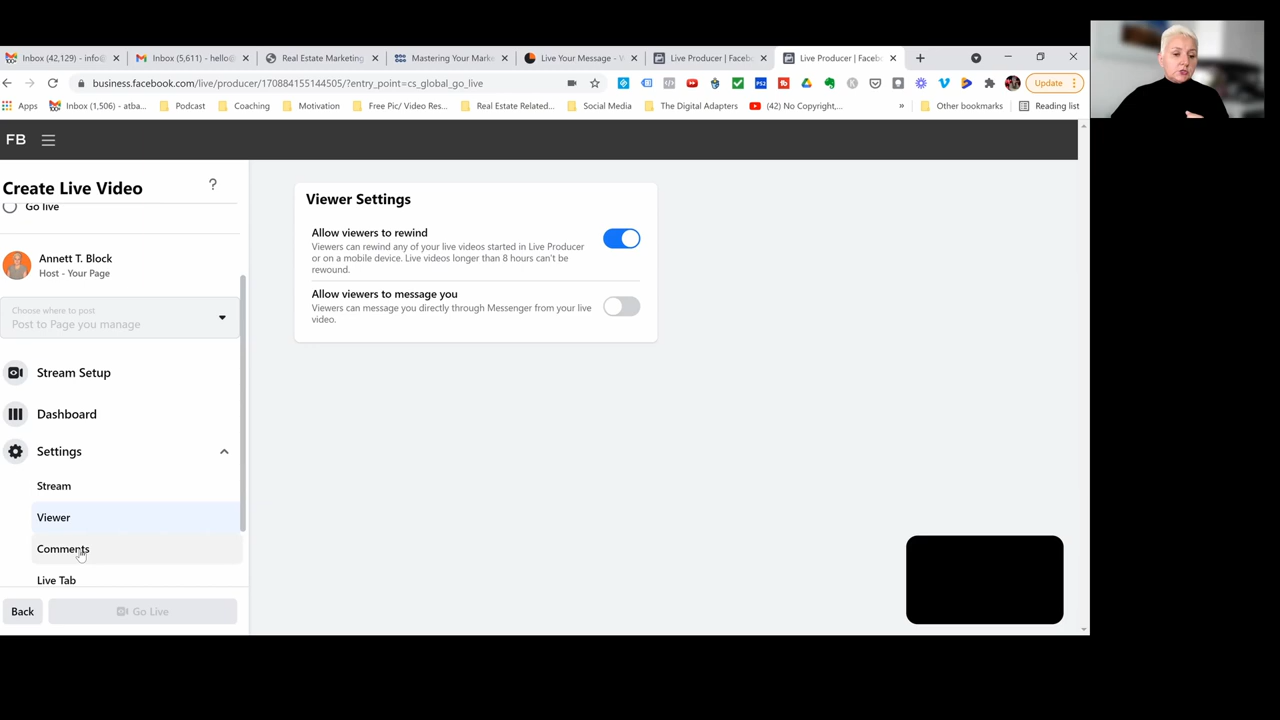 Inbox (42,129) - info@
Inbox (5,611) - hello@
Real Estate Marketing
Mastering Your Mark
Live Your Message - V
Live Producer | Faceb
Live Producer | Faceb
business.facebook.com/live/producer/170884155144505/?entry_point=cs_global_go_live
Update
Apps
Inbox (1,506) - atba...
Podcast
Coaching
Motivation
Free Pic/ Video Res...
Real Estate Related...
Social Media
The Digital Adapters
(42) No Copyright,...
»
Other bookmarks
Reading list
FB
Create Live Video
?
Go live
Annett T. Block
Host - Your Page
Choose where to post
Post to Page you manage
Stream Setup
Dashboard
Settings
Stream
Viewer
Comments
Live Tab
Back
Go Live
Viewer Settings
Allow viewers to rewind
Viewers can rewind any of your live videos started in Live Producer
or on a mobile device. Live videos longer than 8 hours can't be
rewound.
Allow viewers to message you
Viewers can message you directly through Messenger from your live
video.